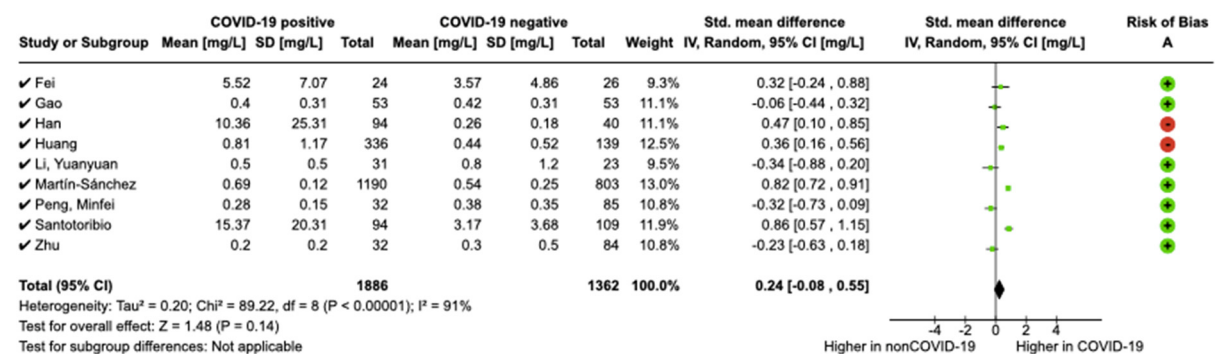 COVID-19 positive COVID-19 negative Std. mean difference Std. mean difference Risk of Bias
Study or Subgroup Mean [mg/L] SD [mg/L] Total Mean [mg/L] SD [mg/L] Total Weight IV, Random, 95% CI [mg/L] IV, Random, 95% CI [mg/L] A
✔ Fei 5.52 7.07 24 3.57 4.86 26 9.3% 0.32 [-0.24 , 0.88] +
✔ Gao 0.4 0.31 53 0.42 0.31 53 11.1% -0.06 [-0.44 , 0.32] +
✔ Han 10.36 25.31 94 0.26 0.18 40 11.1% 0.47 [0.10 , 0.85] -
✔ Huang 0.81 1.17 336 0.44 0.52 139 12.5% 0.36 [0.16 , 0.56] -
✔ Li, Yuanyuan 0.5 0.5 31 0.8 1.2 23 9.5% -0.34 [-0.88 , 0.20] +
✔ Martín-Sánchez 0.69 0.12 1190 0.54 0.25 803 13.0% 0.82 [0.72 , 0.91] +
✔ Peng, Minfei 0.28 0.15 32 0.38 0.35 85 10.8% -0.32 [-0.73 , 0.09] +
✔ Santotoribio 15.37 20.31 94 3.17 3.68 109 11.9% 0.86 [0.57 , 1.15] +
✔ Zhu 0.2 0.2 32 0.3 0.5 84 10.8% -0.23 [-0.63 , 0.18] +
Total (95% CI) 1886 1362 100.0% 0.24 [-0.08 , 0.55]
Heterogeneity: Tau² = 0.20; Chi² = 89.22, df = 8 (P < 0.00001); I² = 91%
Test for overall effect: Z = 1.48 (P = 0.14)
-4 -2 0 2 4
Test for subgroup differences: Not applicable Higher in nonCOVID-19 Higher in COVID-19